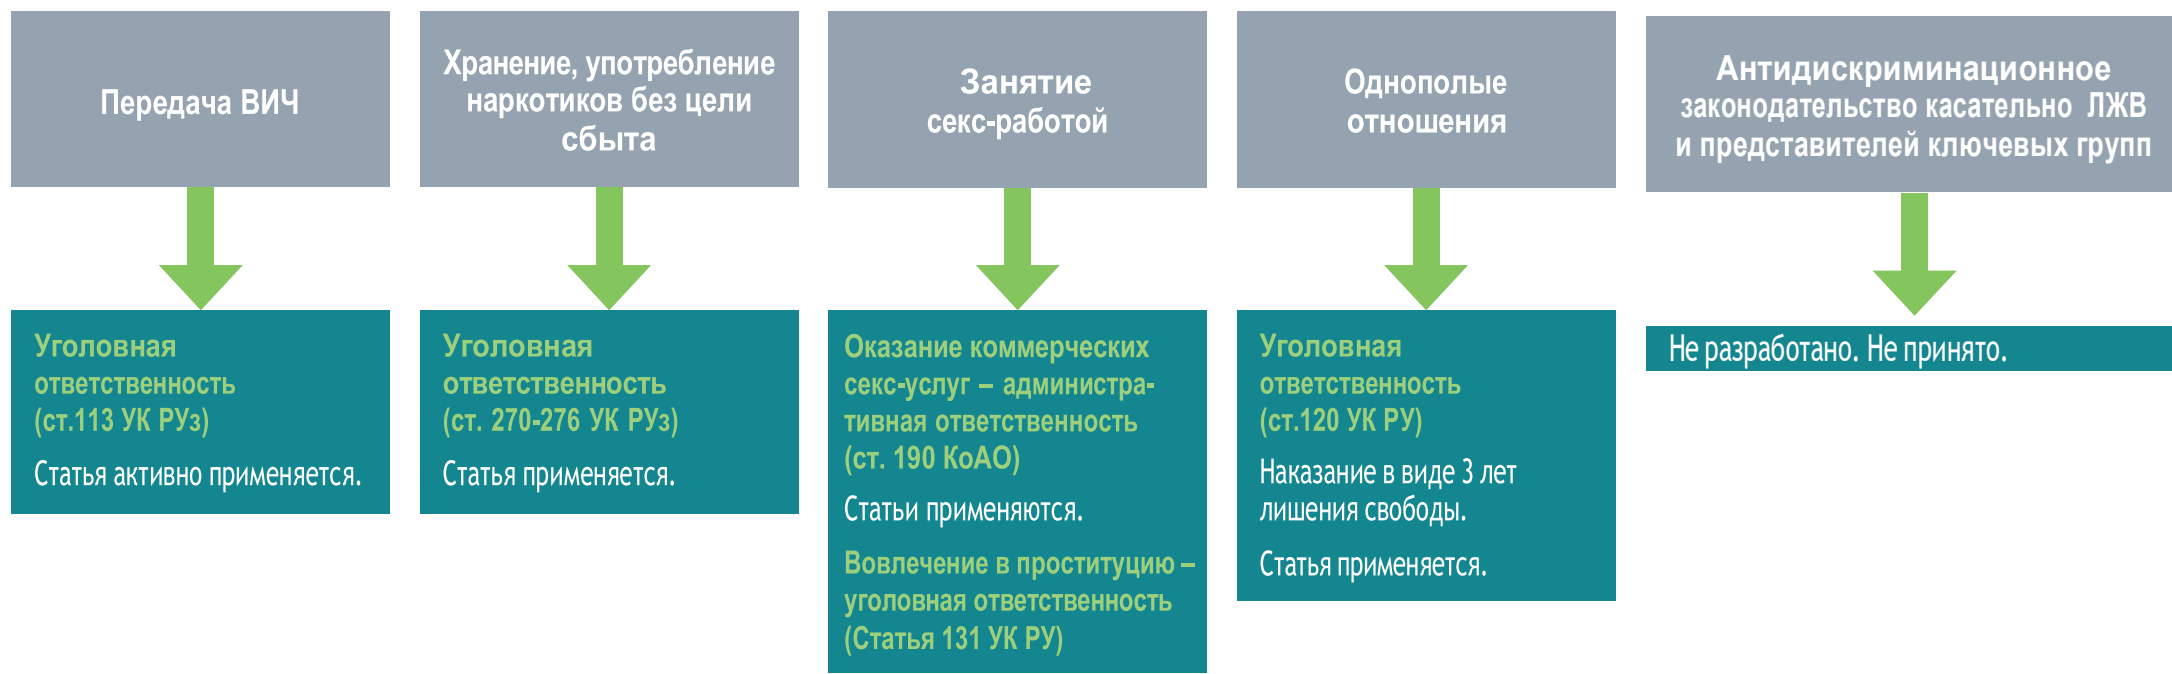 Передача ВИЧ
Хранение, употребление
наркотиков без цели
сбыта
Занятие
секс-работой
Однополые
отношения
Антидискриминационное
законодательство касательно ЛЖВ
и представителей ключевых групп
Уголовная
ответственность
(ст.113 УК РУз)
Статья активно применяется.
Уголовная
ответственность
(ст. 270-276 УК РУз)
Статья применяется.
Оказание коммерческих
секс-услуг – администра-
тивная ответственность
(ст. 190 КоАО)
Статьи применяются.
Вовлечение в проституцию –
уголовная ответственность
(Статья 131 УК РУ)
Уголовная
ответственность
(ст.120 УК РУ)
Наказание в виде 3 лет
лишения свободы.
Статья применяется.
Не разработано. Не принято.